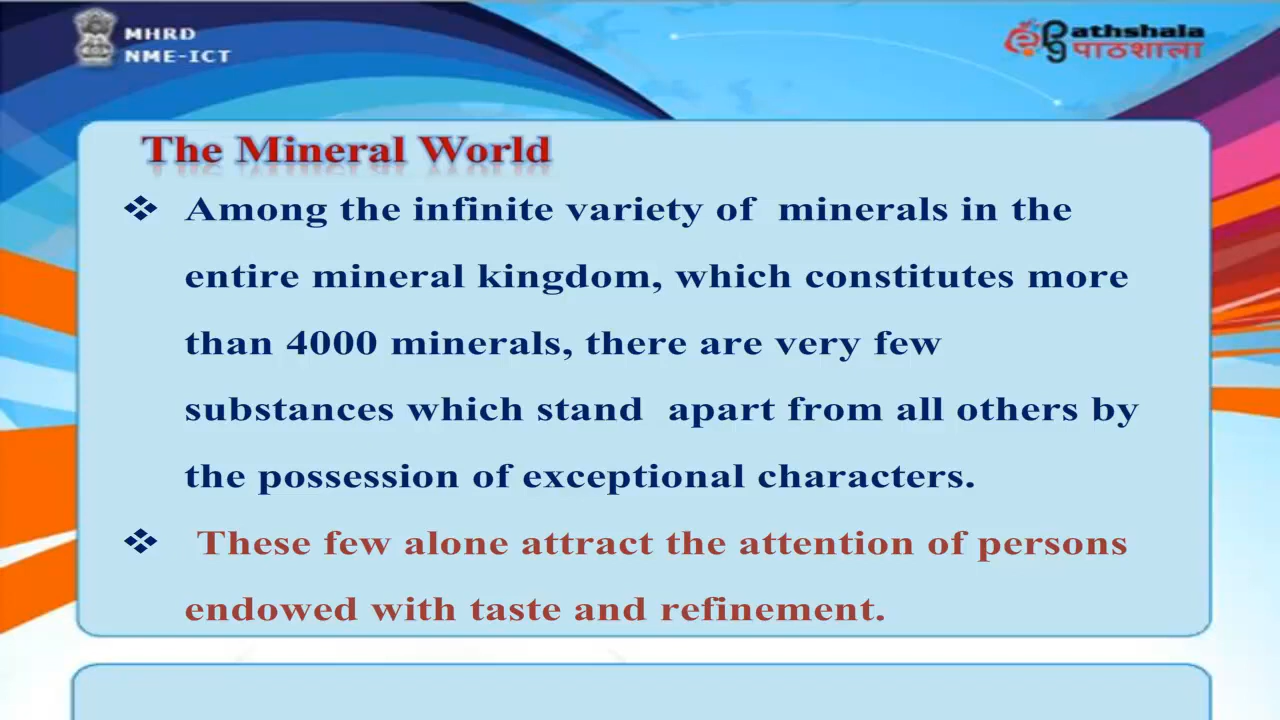 MHRD
NME-ICT
athshala
पाठशाला
The Mineral World
Among the infinite variety of minerals in the
entire mineral kingdom, which constitutes more
than 4000 minerals, there are very few
substances which stand apart from all others by
the possession of exceptional characters.
These few alone attract the attention of persons
endowed with taste and refinement.